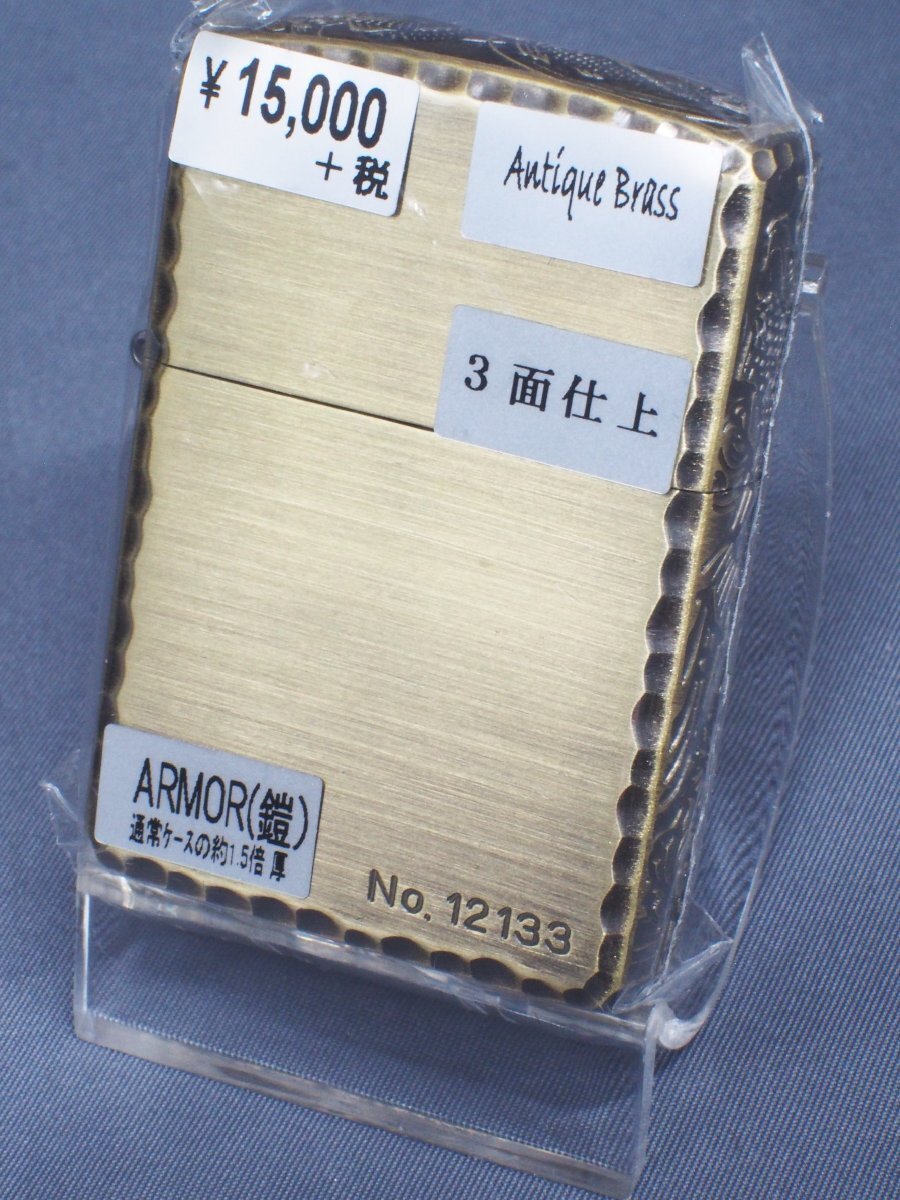 ¥15,000
+税
Antique Brass
3面仕上
ARMOR(鎧)
通常ケースの約1.5倍厚
No. 12133